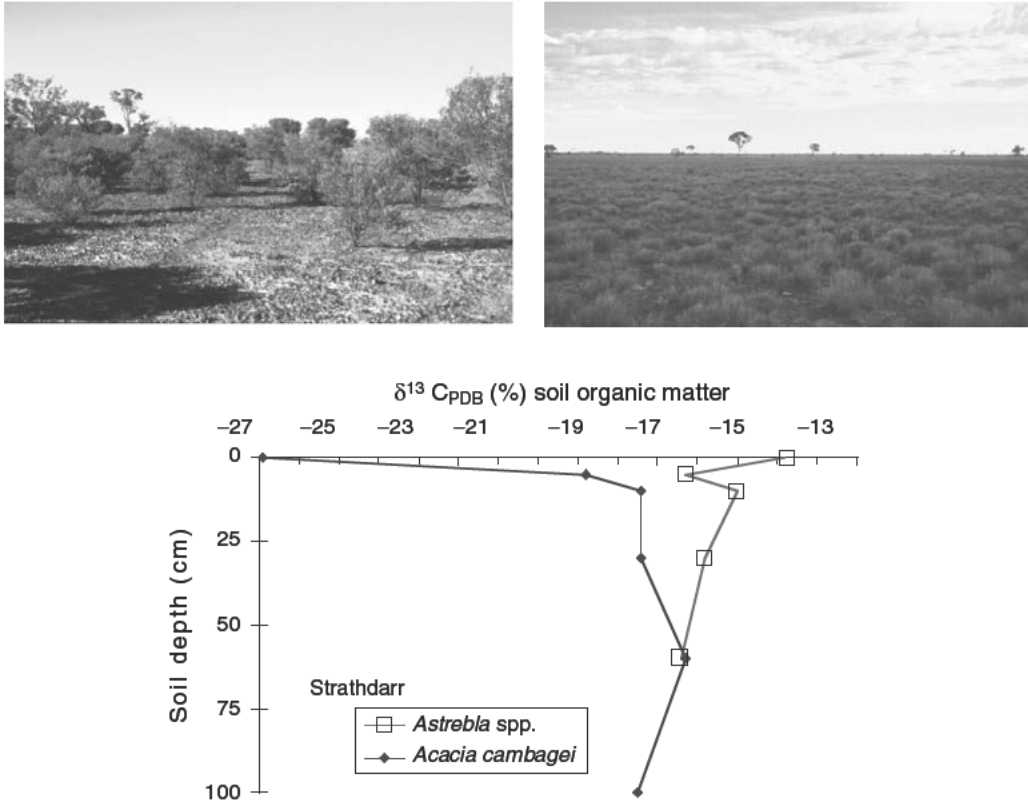 δ¹³ C_PDB (%) soil organic matter
−27 −25 −23 −21 −19 −17 −16 −15 −13
0
25
50
75
100
Soil depth (cm)
Strathdarr
Astrebla spp.
Acacia cambagei